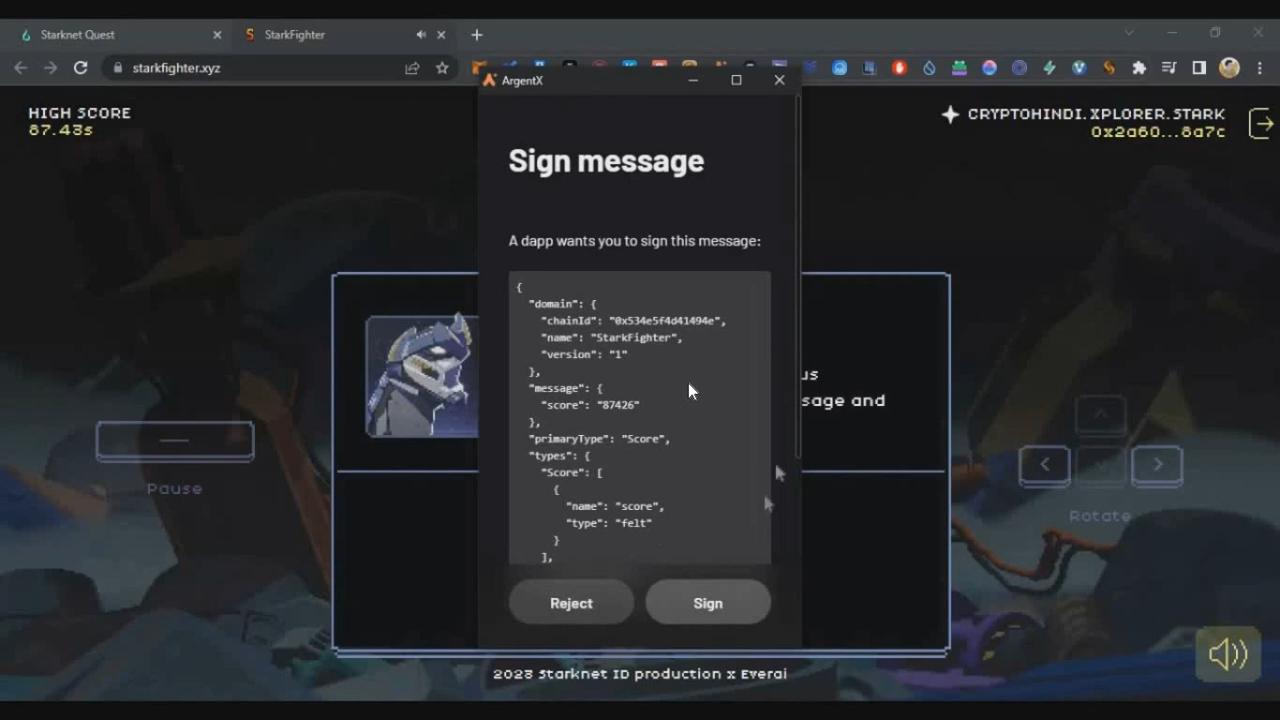 Starknet Quest
StarkFighter
starkfighter.xyz
ArgentX
HIGH SCORE
87.43s
CRYPTOHINDI.XPLORER.STARK
0x2a60...8a7c
Sign message
A dapp wants you to sign this message:
{
"domain": {
"chainId": "0x534e5f4d41494e",
"name": "StarkFighter",
"version": "1"
},
"message": {
"score": "87426"
},
"primaryType": "Score",
"types": {
"Score": [
{
"name": "score",
"type": "felt"
}
],
us
sage and
Pause
Rotate
Reject
Sign
2023 Starknet ID production x Everai